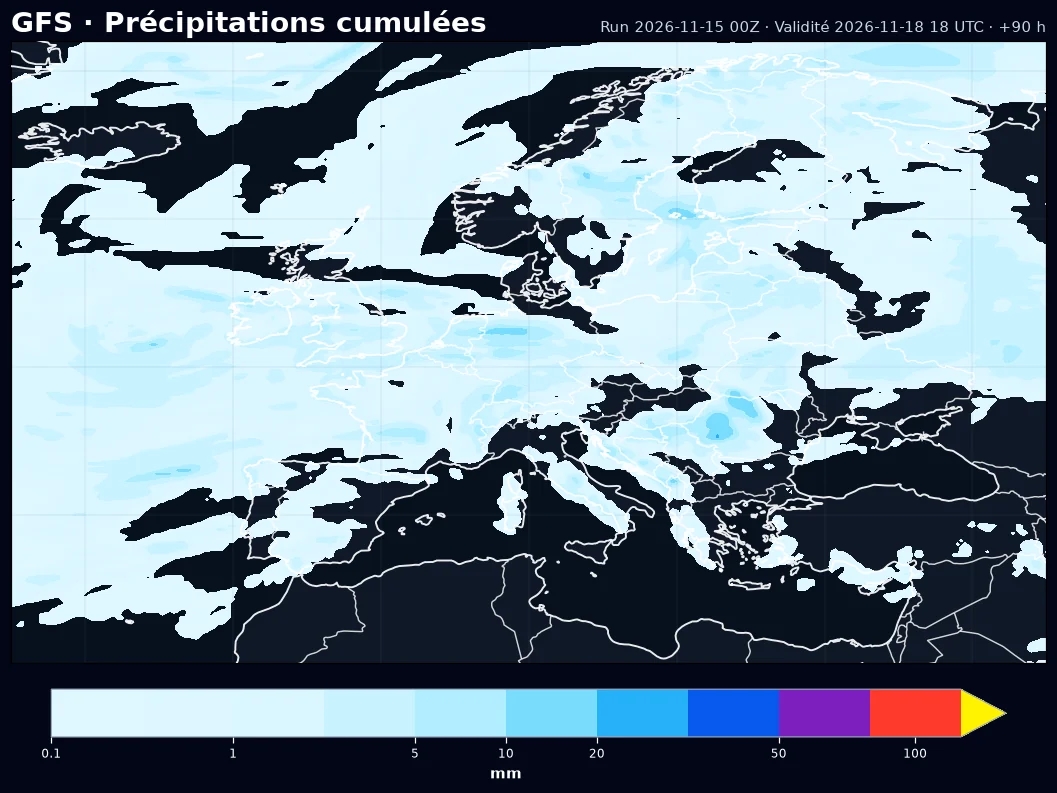 GFS · Précipitations cumulées
Run 2026-11-15 00Z · Validité 2026-11-18 18 UTC · +90 h
0.1 1 5 10 20 50 100
mm